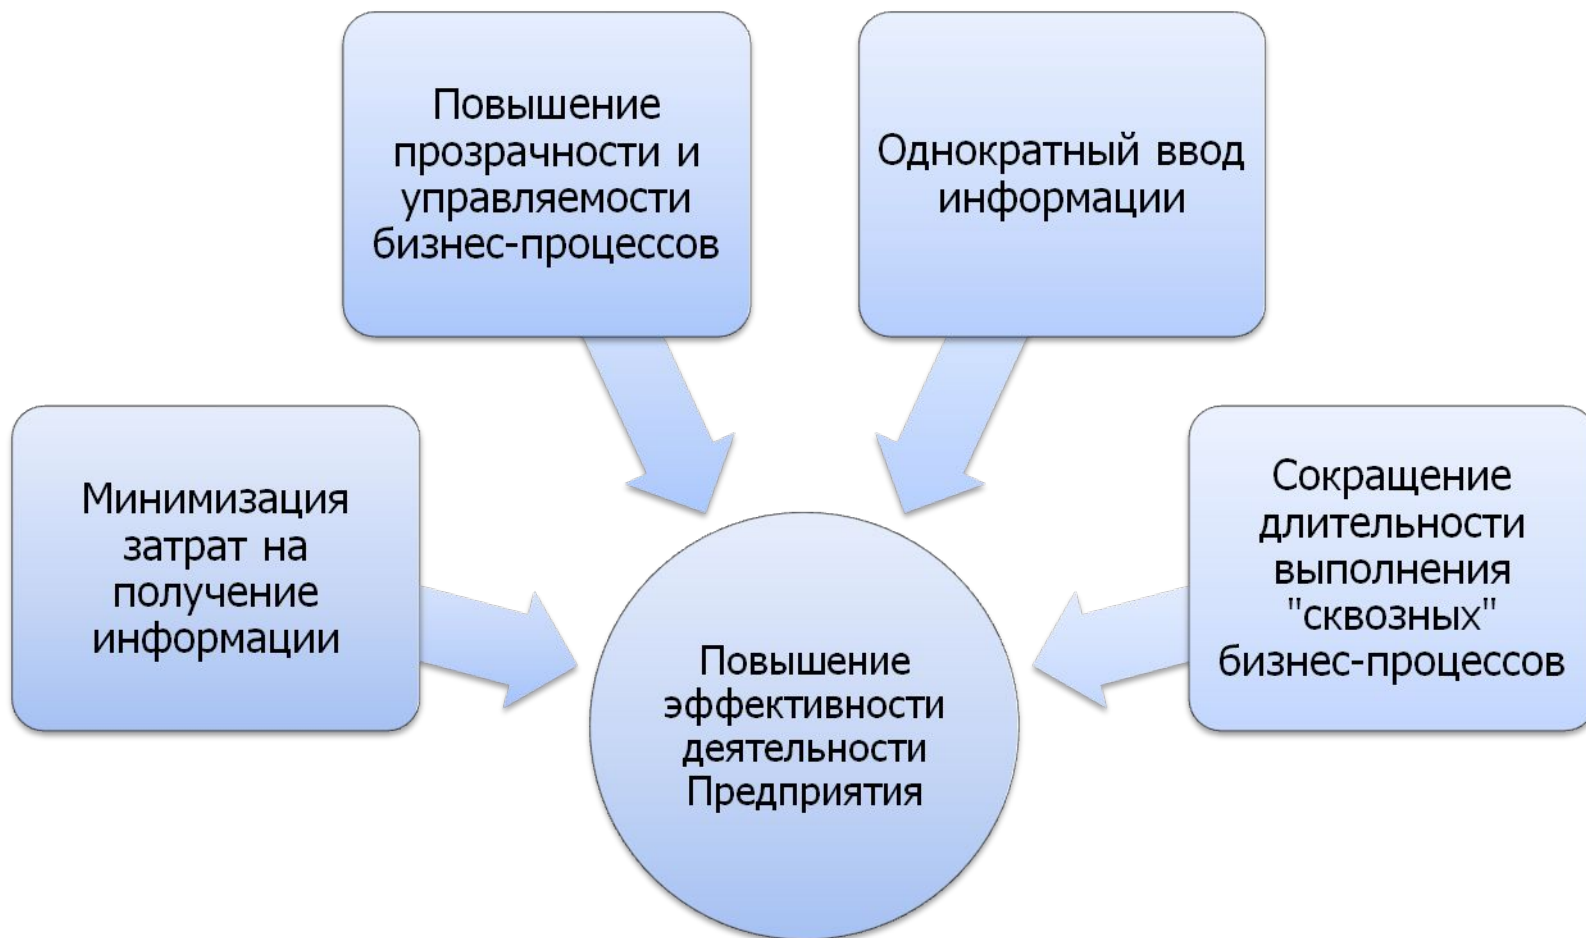 Повышение
прозрачности и
управляемости
бизнес-процессов
Однократный ввод
информации
Минимизация
затрат на
получение
информации
Сокращение
длительности
выполнения
"сквозных"
бизнес-процессов
Повышение
эффективности
деятельности
Предприятия